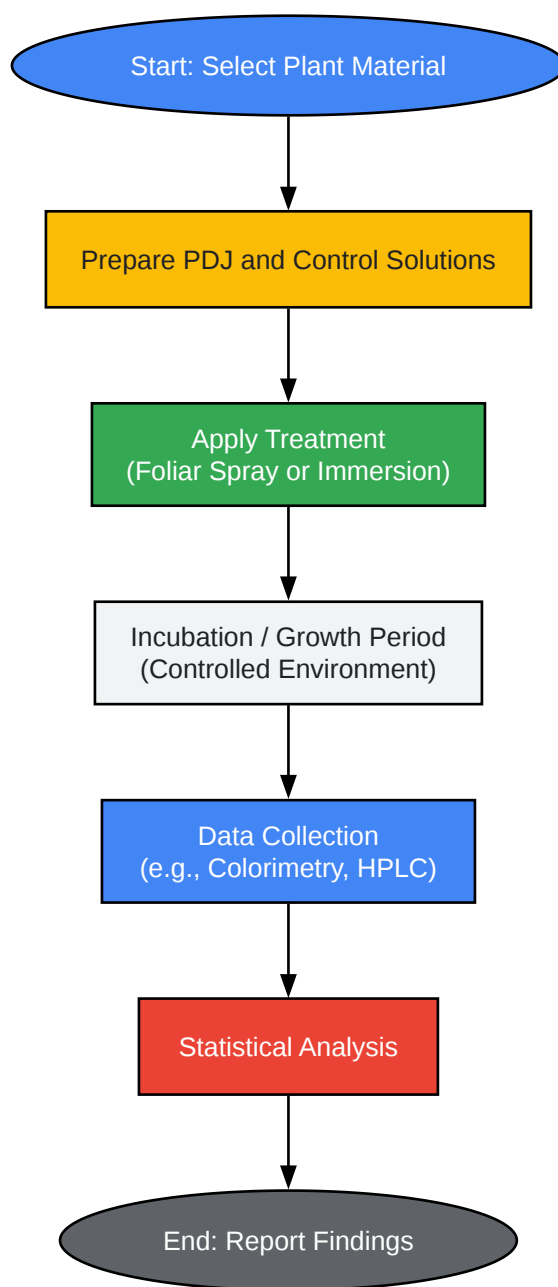 Start: Select Plant Material
Prepare PDJ and Control Solutions
Apply Treatment
(Foliar Spray or Immersion)
Incubation / Growth Period
(Controlled Environment)
Data Collection
(e.g., Colorimetry, HPLC)
Statistical Analysis
End: Report Findings